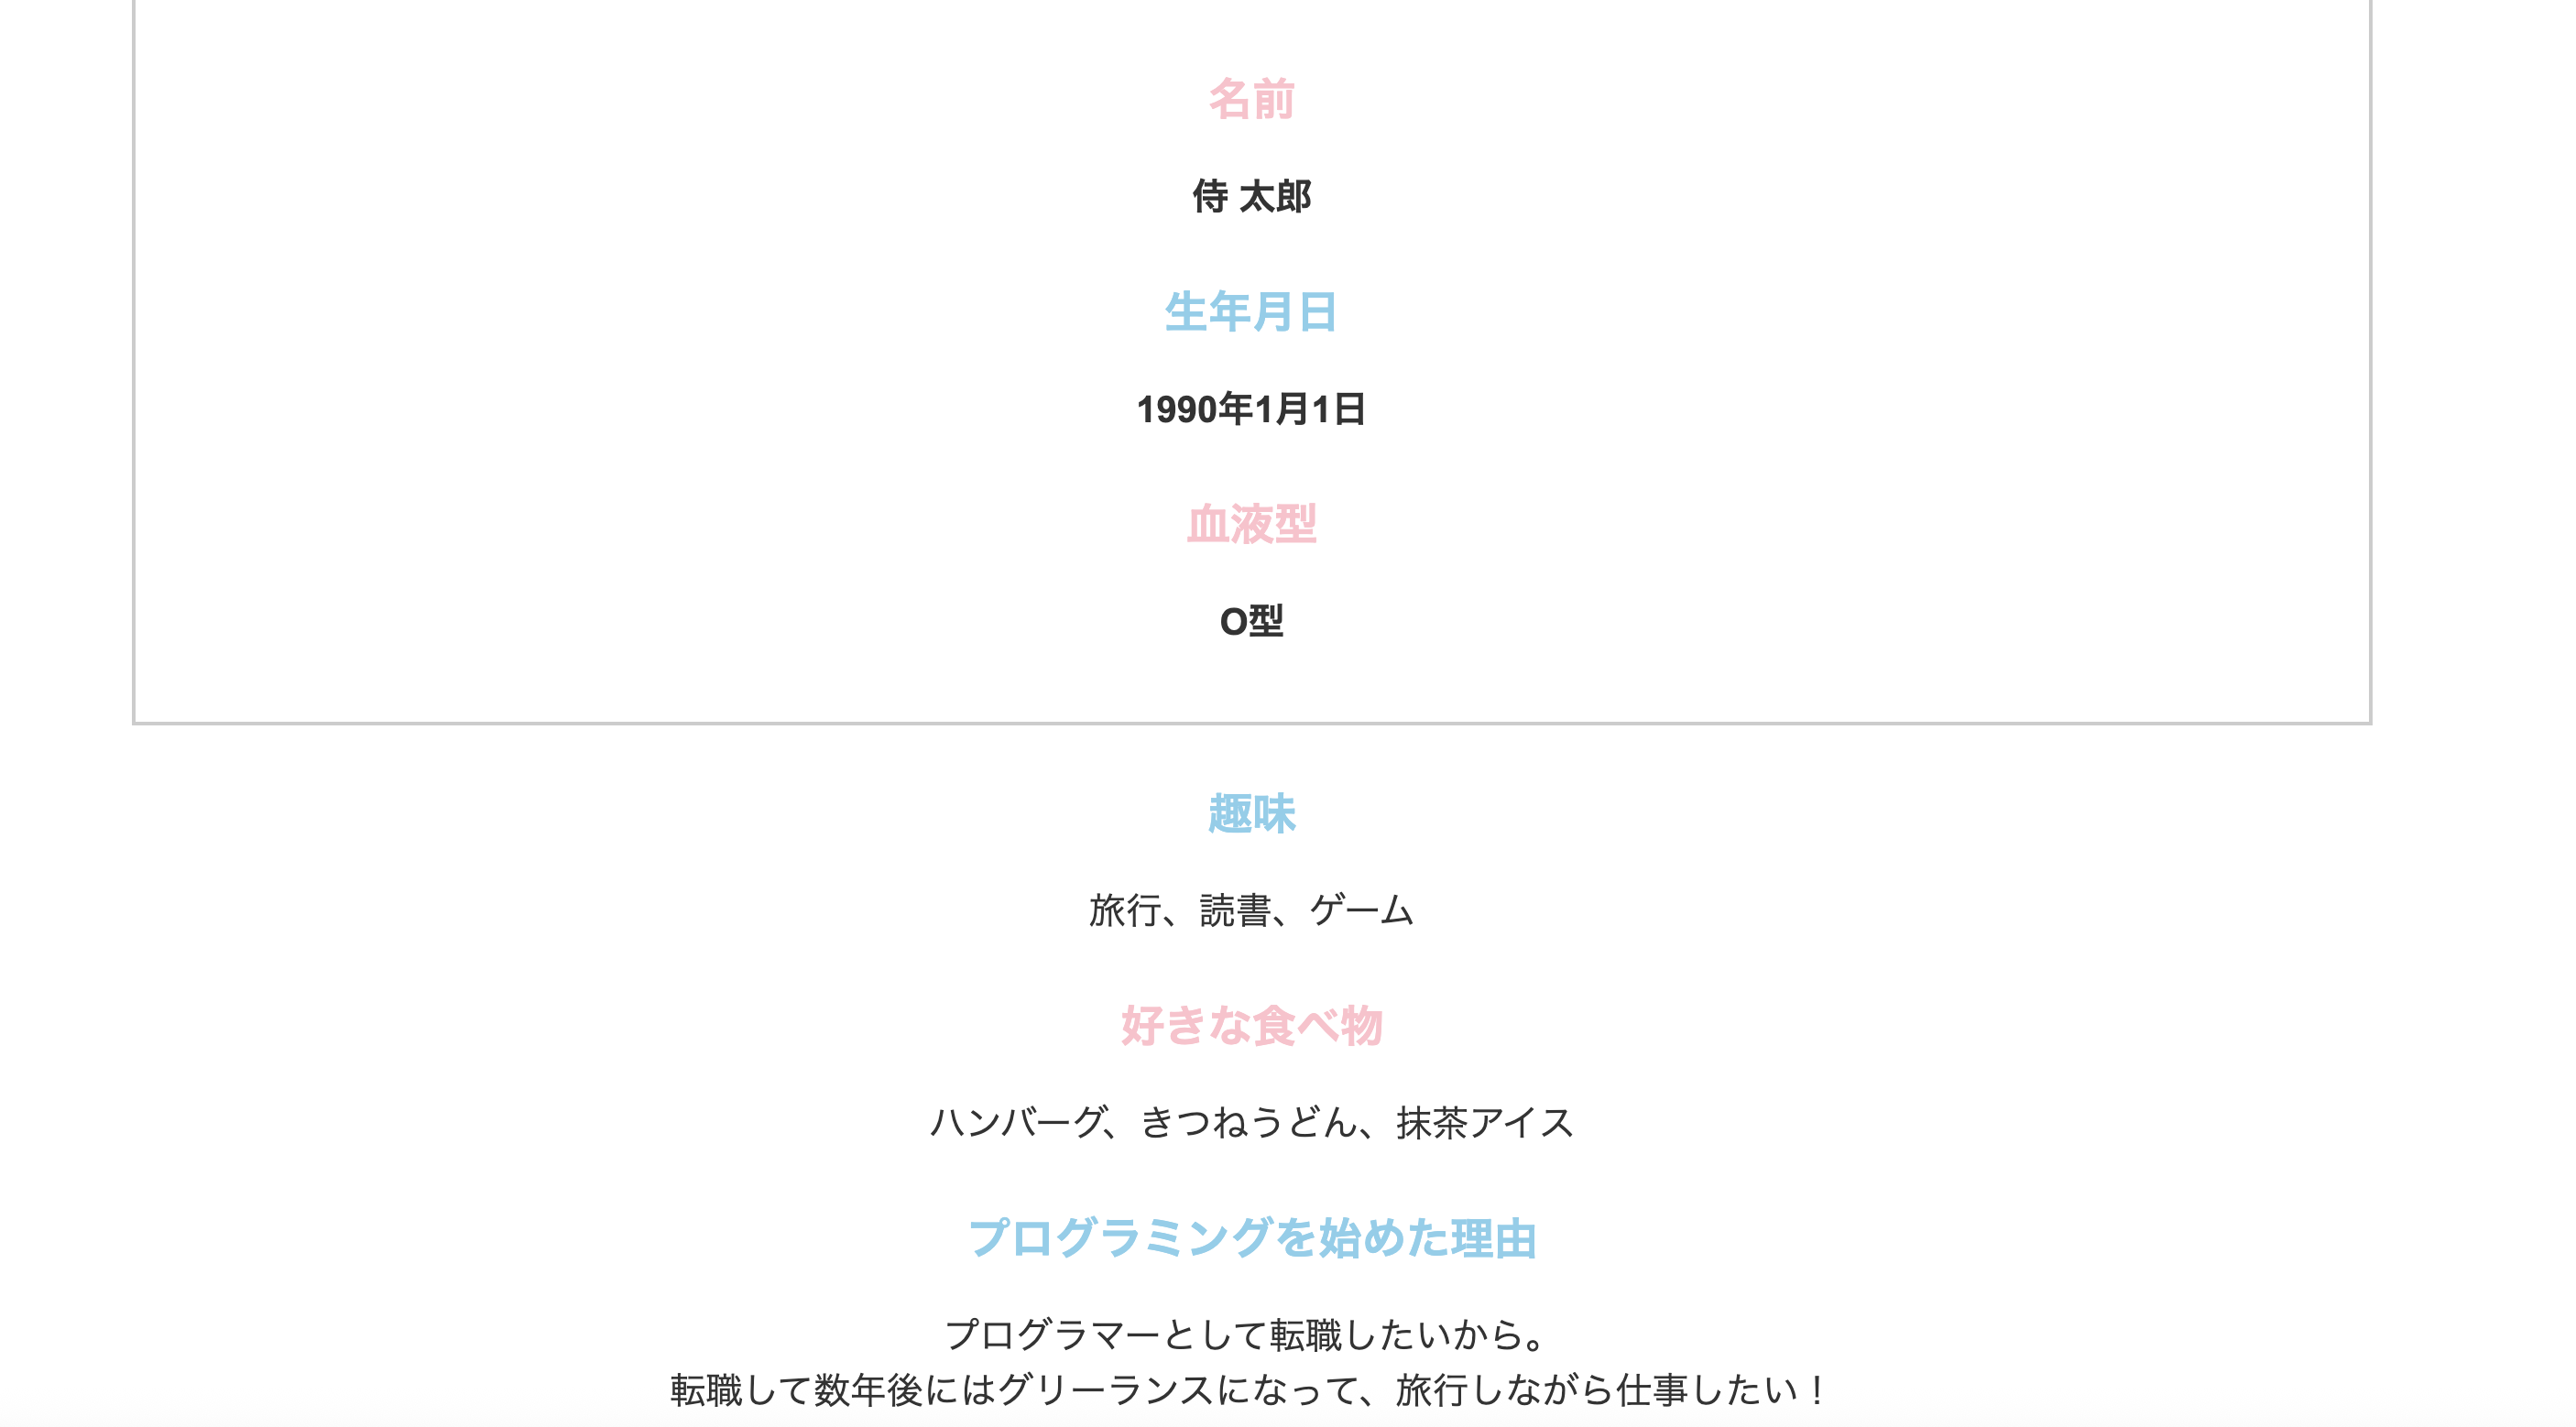 名前
侍 太郎
生年月日
1990年1月1日
血液型
O型
趣味
旅行、読書、ゲーム
好きな食べ物
ハンバーグ、きつねうどん、抹茶アイス
プログラミングを始めた理由
プログラマーとして転職したいから。
転職して数年後にはグリーランスになって、旅行しながら仕事したい！